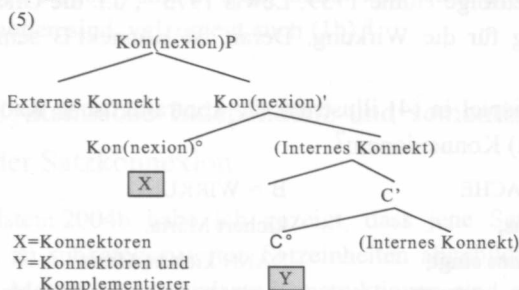 (5)
Kon(nexion)P
Externes Konnekt Kon(nexion)'
Kon(nexion)° (Internes Konnekt)
X
C'
X=Konnektoren C° (Internes Konnekt)
Y=Konnektoren und
Komplementierer Y